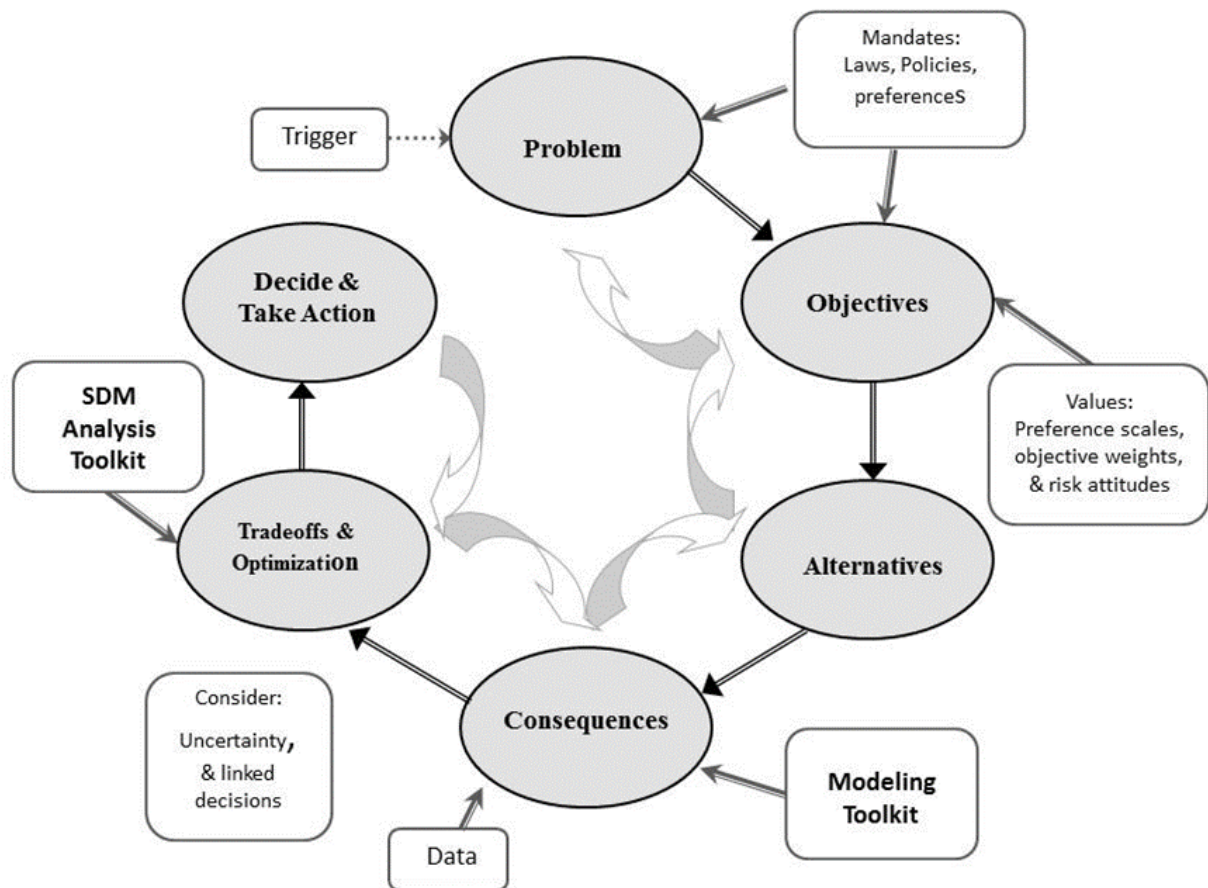 Mandates:
Laws, Policies,
preferences
Trigger
Problem
Decide &
Take Action
Objectives
SDM
Analysis
Toolkit
Values:
Preference scales,
objective weights,
& risk attitudes
Tradeoffs &
Optimization
Alternatives
Consider:
Uncertainty,
& linked
decisions
Consequences
Modeling
Toolkit
Data